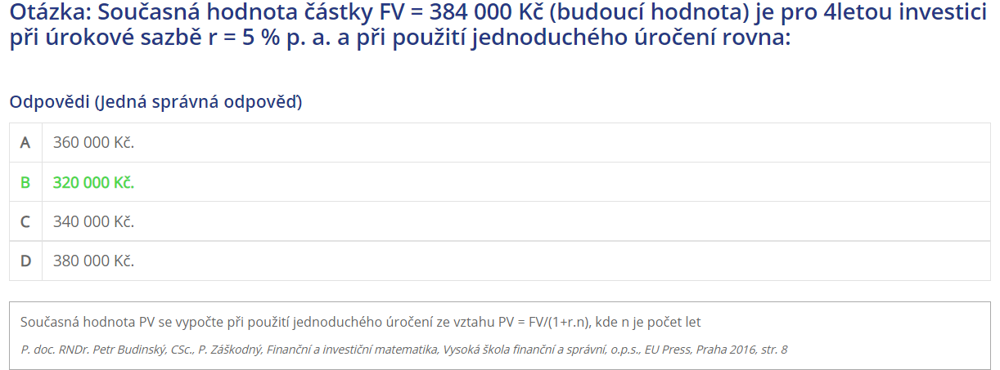 Otázka: Současná hodnota částky FV = 384 000 Kč (budoucí hodnota) je pro 4letou investici
při úrokové sazbě r = 5 % p. a. a při použití jednoduchého úročení rovna:
Odpovědi (Jedná správná odpověď)
A 360 000 Kč.
B 320 000 Kč.
C 340 000 Kč.
D 380 000 Kč.
Současná hodnota PV se vypočte při použití jednoduchého úročení ze vztahu PV = FV/(1+r.n), kde n je počet let
P. doc. RNDr. Petr Budinský, CSc., P. Záškodný, Finanční a investiční matematika, Vysoká škola finanční a správní, o.p.s., EU Press, Praha 2016, str. 8